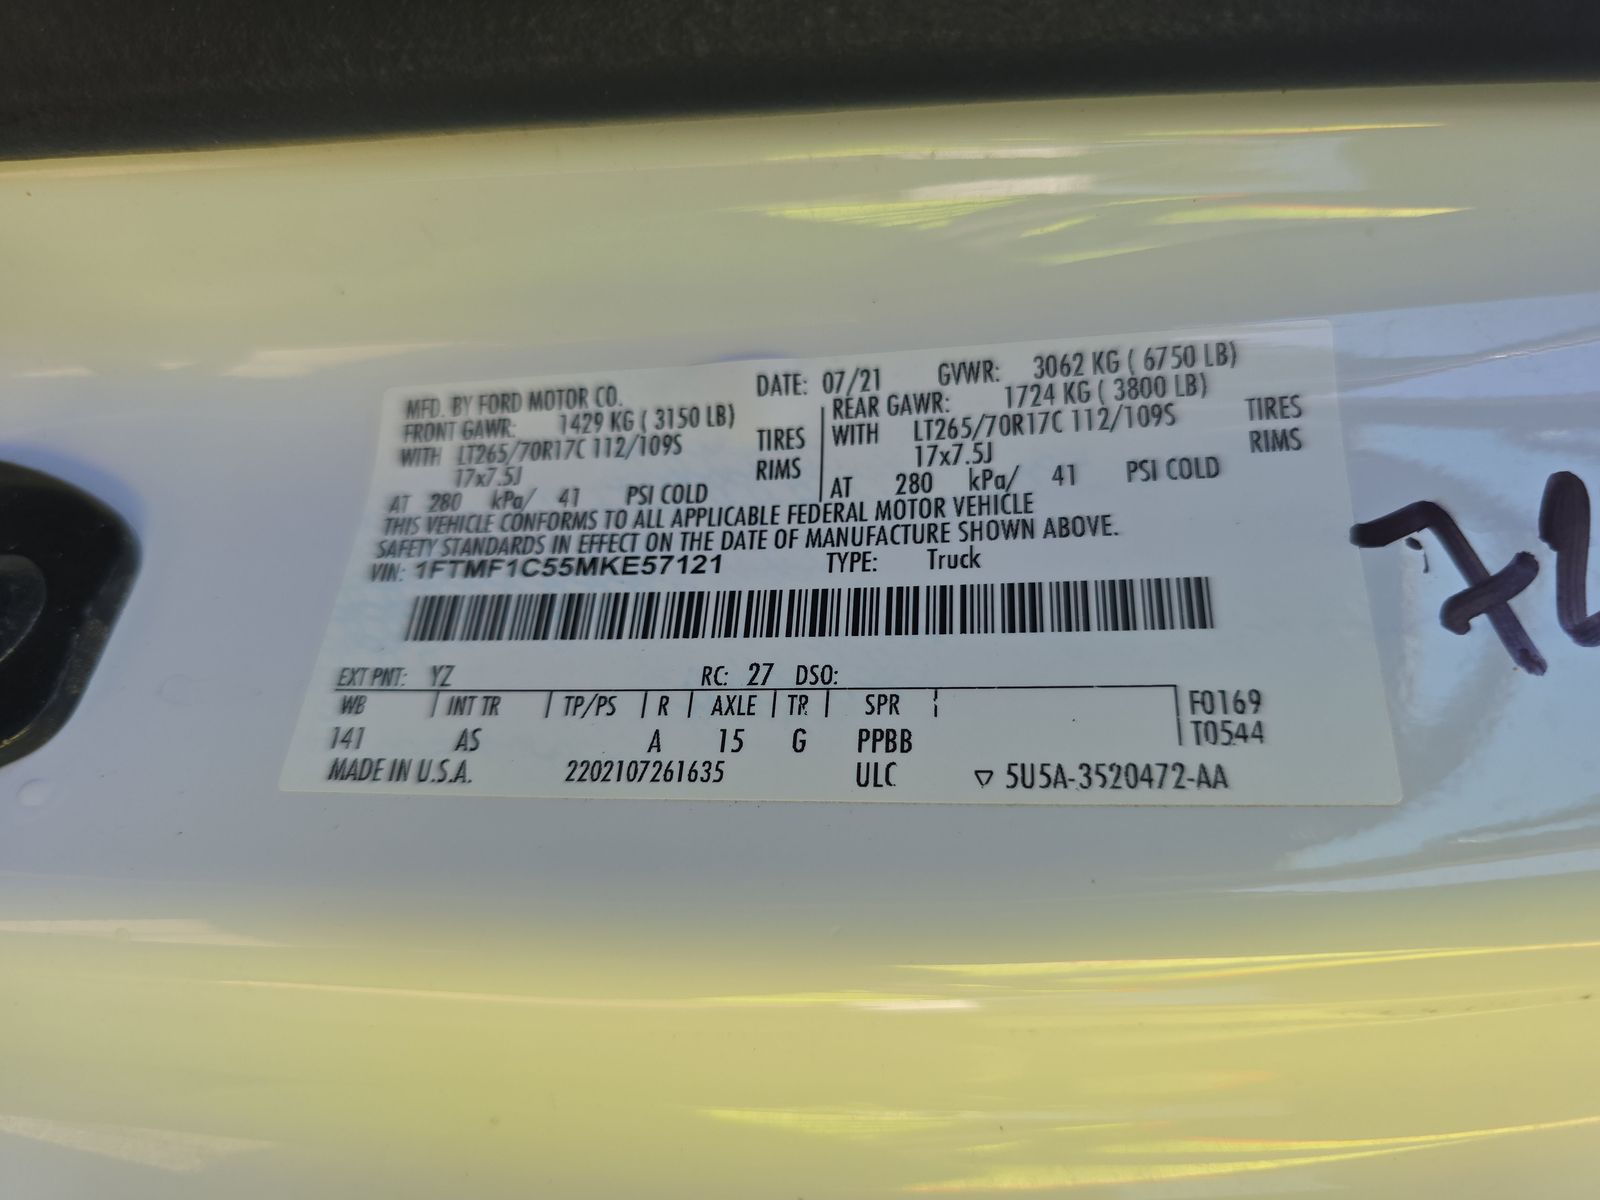 MFD. BY FORD MOTOR CO. DATE: 07/21 GVWR: 3062 KG ( 6750 LB)
FRONT GAWR: 1429 KG ( 3150 LB) REAR GAWR: 1724 KG ( 3800 LB)
WITH LT265/70R17C 112/109S TIRES WITH LT265/70R17C 112/109S TIRES
17x7.5J RIMS 17x7.5J RIMS
AT 280 kPa/ 41 PSI COLD AT 280 kPa/ 41 PSI COLD
THIS VEHICLE CONFORMS TO ALL APPLICABLE FEDERAL MOTOR VEHICLE
SAFETY STANDARDS IN EFFECT ON THE DATE OF MANUFACTURE SHOWN ABOVE.
VIN: 1FTMF1C55MKE57121 TYPE: Truck
EXT PNT: YZ RC: 27 DSO:
WB INT TR TP/PS R AXLE TR SPR F0169
141 AS A 15 G PPBB T0544
MADE IN U.S.A. 2202107261635 ULC ▽ 5U5A-3520472-AA